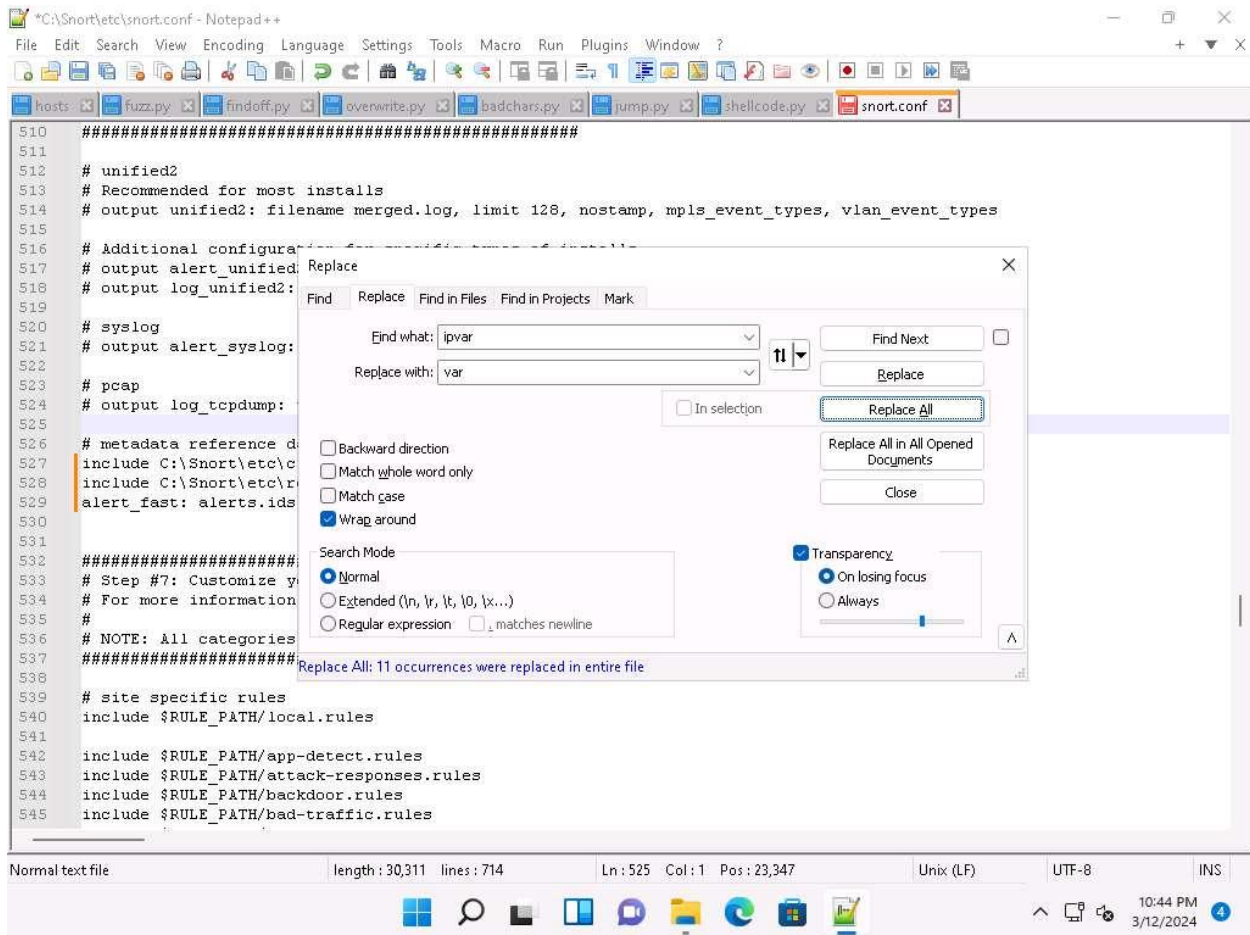 *C:\Snort\etc\snort.conf - Notepad++
File Edit Search View Encoding Language Settings Tools Macro Run Plugins Window ?
hosts fuzz.py findoff.py overwrite.py badchars.py jump.py shellcode.py snort.conf
510 ###################################################
511
512 # unified2
513 # Recommended for most installs
514 # output unified2: filename merged.log, limit 128, nostamp, mpls_event_types, vlan_event_types
515
516 # Additional configura
517 # output alert_unified
518 # output log_unified2:
519
520 # syslog
521 # output alert_syslog:
522
523 # pcap
524 # output log_tcpdump:
525
526 # metadata reference d
527 include C:\Snort\etc\c
528 include C:\Snort\etc\r
529 alert_fast: alerts.ids
530
531
532 ######################
533 # Step #7: Customize y
534 # For more information
535 #
536 # NOTE: All categories
537 ######################
538
539 # site specific rules
540 include $RULE_PATH/local.rules
541
542 include $RULE_PATH/app-detect.rules
543 include $RULE_PATH/attack-responses.rules
544 include $RULE_PATH/backdoor.rules
545 include $RULE_PATH/bad-traffic.rules
Replace
Find Replace Find in Files Find in Projects Mark
Find what: ipvar
Find Next
Replace with: var
Replace
In selection
Replace All
Backward direction
Replace All in All Opened
Documents
Match whole word only
Match case
Close
Wrap around
Search Mode
Normal
Extended (\n, \r, \t, \0, \x...)
Regular expression
. matches newline
Transparency
On losing focus
Always
Replace All: 11 occurrences were replaced in entire file
Normal text file length : 30,311 lines : 714 Ln : 525 Col : 1 Pos : 23,347 Unix (LF) UTF-8 INS
10:44 PM
3/12/2024
4